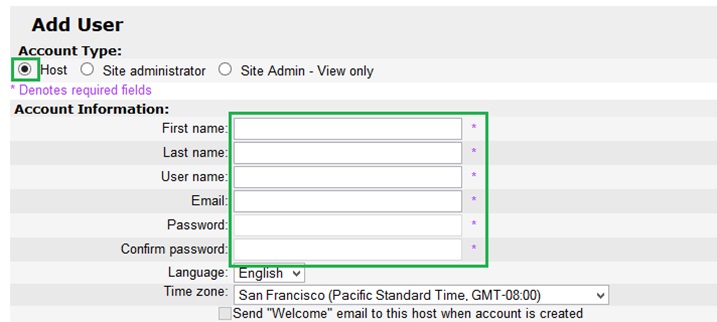 Add User
Account Type:
Host Site administrator Site Admin - View only
* Denotes required fields
Account Information:
First name: *
Last name: *
User name: *
Email: *
Password: *
Confirm password: *
Language: English
Time zone: San Francisco (Pacific Standard Time, GMT-08:00)
Send "Welcome" email to this host when account is created